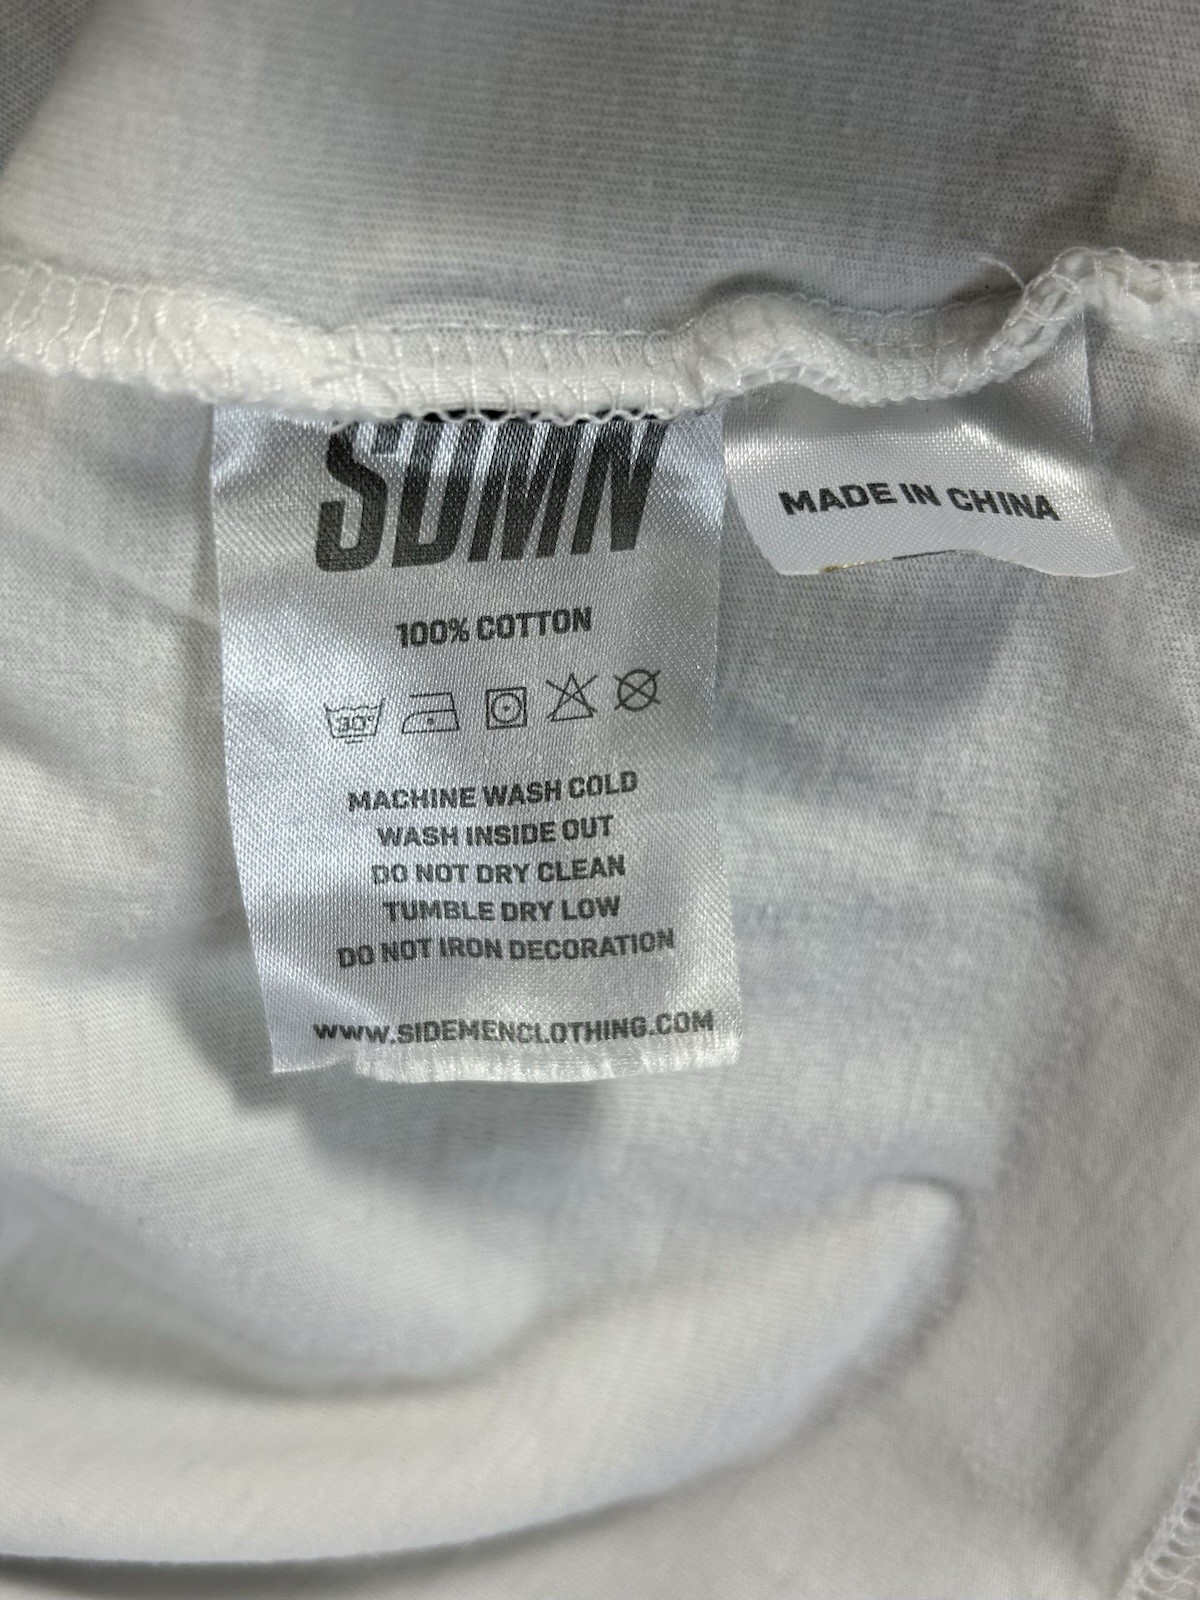 SDMN
MADE IN CHINA
100% COTTON
30°
MACHINE WASH COLD
WASH INSIDE OUT
DO NOT DRY CLEAN
TUMBLE DRY LOW
DO NOT IRON DECORATION
WWW.SIDEMENCLOTHING.COM